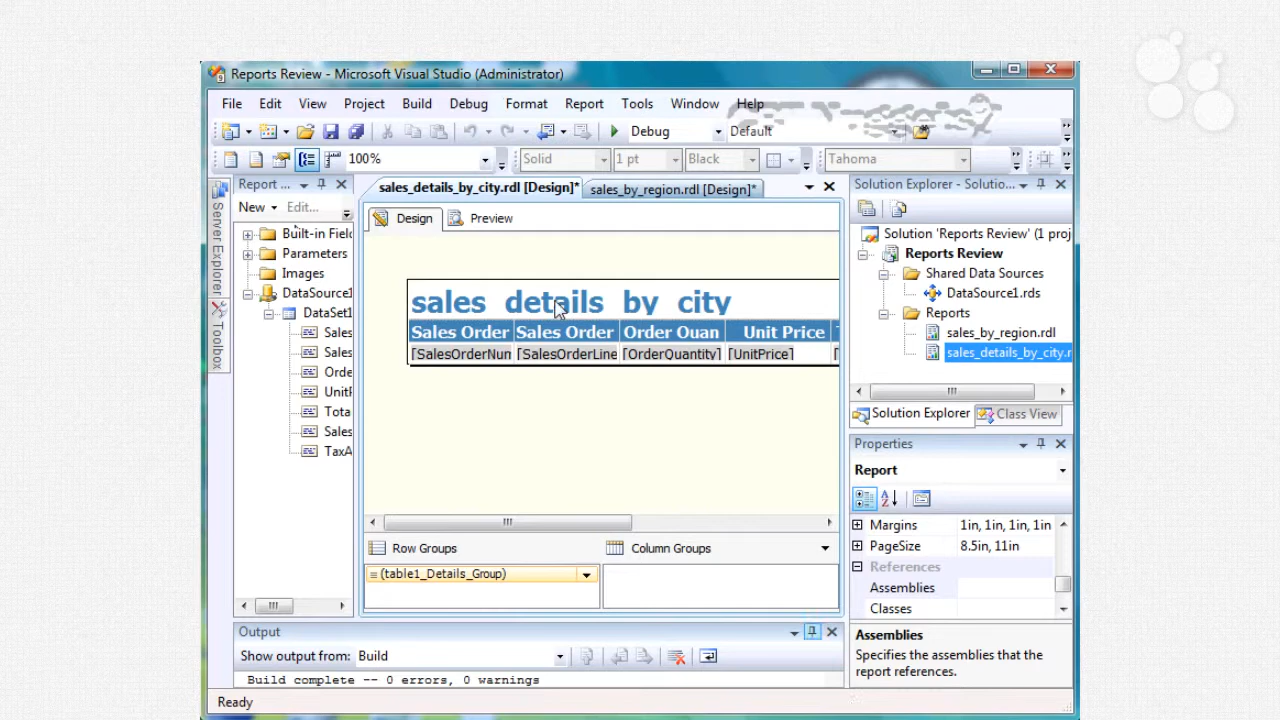 Reports Review - Microsoft Visual Studio (Administrator)
File Edit View Project Build Debug Format Report Tools Window Help
Debug Default
100% Solid 1 pt Black Tahoma
Server Explorer
Toolbox
Report ...
New Edit...
Built-in Field
Parameters
Images
DataSource1
DataSet1
Sales
Sales
Orde
UnitP
Tota
Sales
TaxA
sales_details_by_city.rdl [Design]* sales_by_region.rdl [Design]*
Design Preview
sales details by city
Sales Order Sales Order Order Quan Unit Price
[SalesOrderNum [SalesOrderLine [OrderQuantity] [UnitPrice]
Row Groups Column Groups
(table1_Details_Group)
Solution Explorer - Solutio...
Solution 'Reports Review' (1 proj
Reports Review
Shared Data Sources
DataSource1.rds
Reports
sales_by_region.rdl
sales_details_by_city.r
Solution Explorer Class View
Properties
Report
Margins 1in, 1in, 1in, 1in
PageSize 8.5in, 11in
References
Assemblies
Classes
Assemblies
Specifies the assemblies that the
report references.
Output
Show output from: Build
Build complete -- 0 errors, 0 warnings
Ready